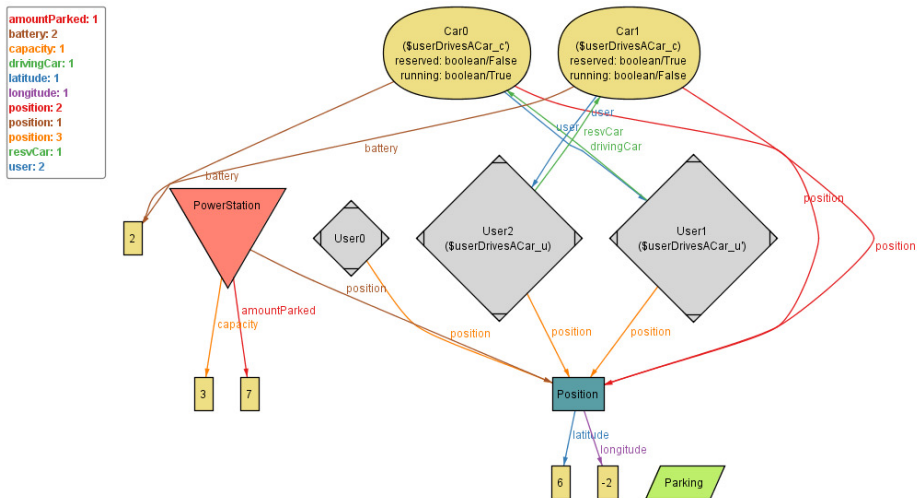 amountParked: 1
battery: 2
capacity: 1
drivingCar: 1
latitude: 1
longitude: 1
position: 2
position: 1
position: 3
resvCar: 1
user: 2
Car0
($userDrivesACar_c')
reserved: boolean/False
running: boolean/True
Car1
($userDrivesACar_c)
reserved: boolean/True
running: boolean/False
user
user
resvCar
drivingCar
battery
battery
position
position
PowerStation
2
User0
User2
($userDrivesACar_u)
User1
($userDrivesACar_u')
position
amountParked
capacity
position
position
position
3
7
Position
latitude
longitude
6
-2
Parking